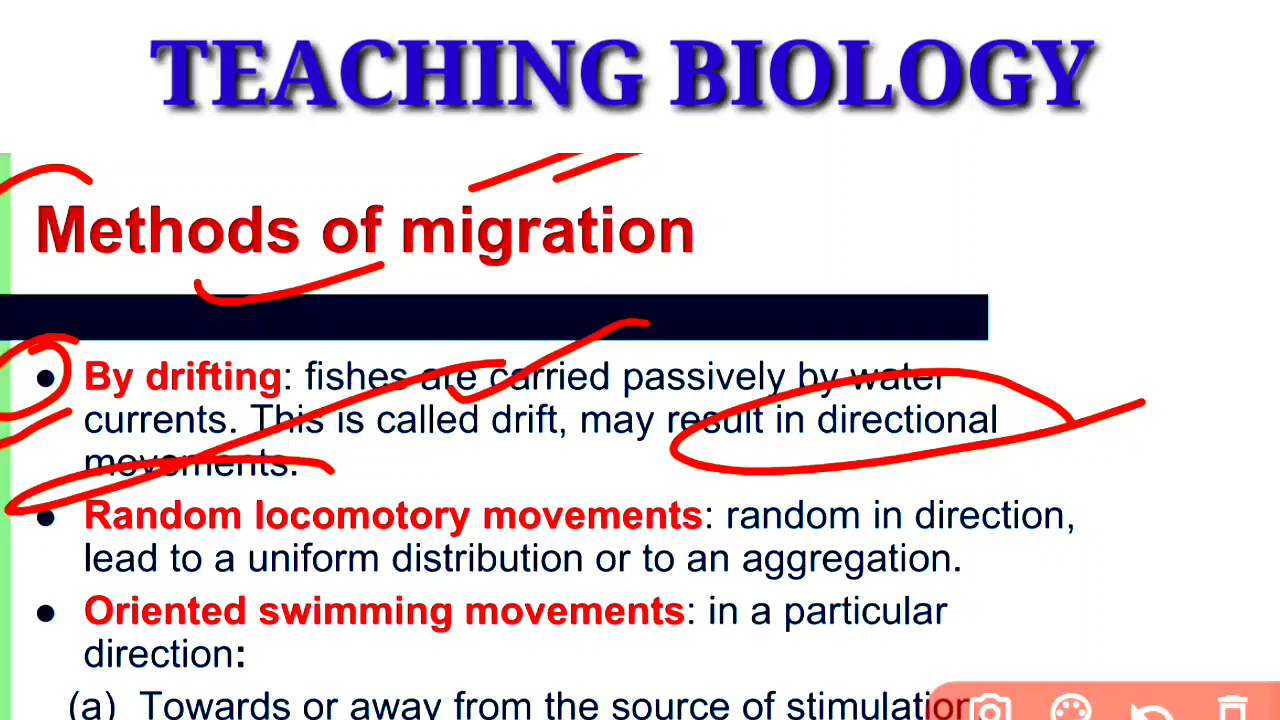 TEACHING BIOLOGY
Methods of migration
● By drifting: fishes are carried passively by water
currents. This is called drift, may result in directional
movements.
● Random locomotory movements: random in direction,
lead to a uniform distribution or to an aggregation.
● Oriented swimming movements: in a particular
direction:
(a) Towards or away from the source of stimulation